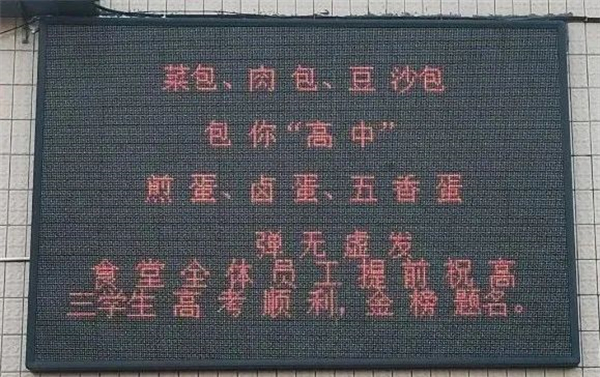 菜包、肉包、豆沙包
包你“高中”
煎蛋、卤蛋、五香蛋
弹无虚发
食堂全体员工提前祝高
三学生高考顺利，金榜题名。